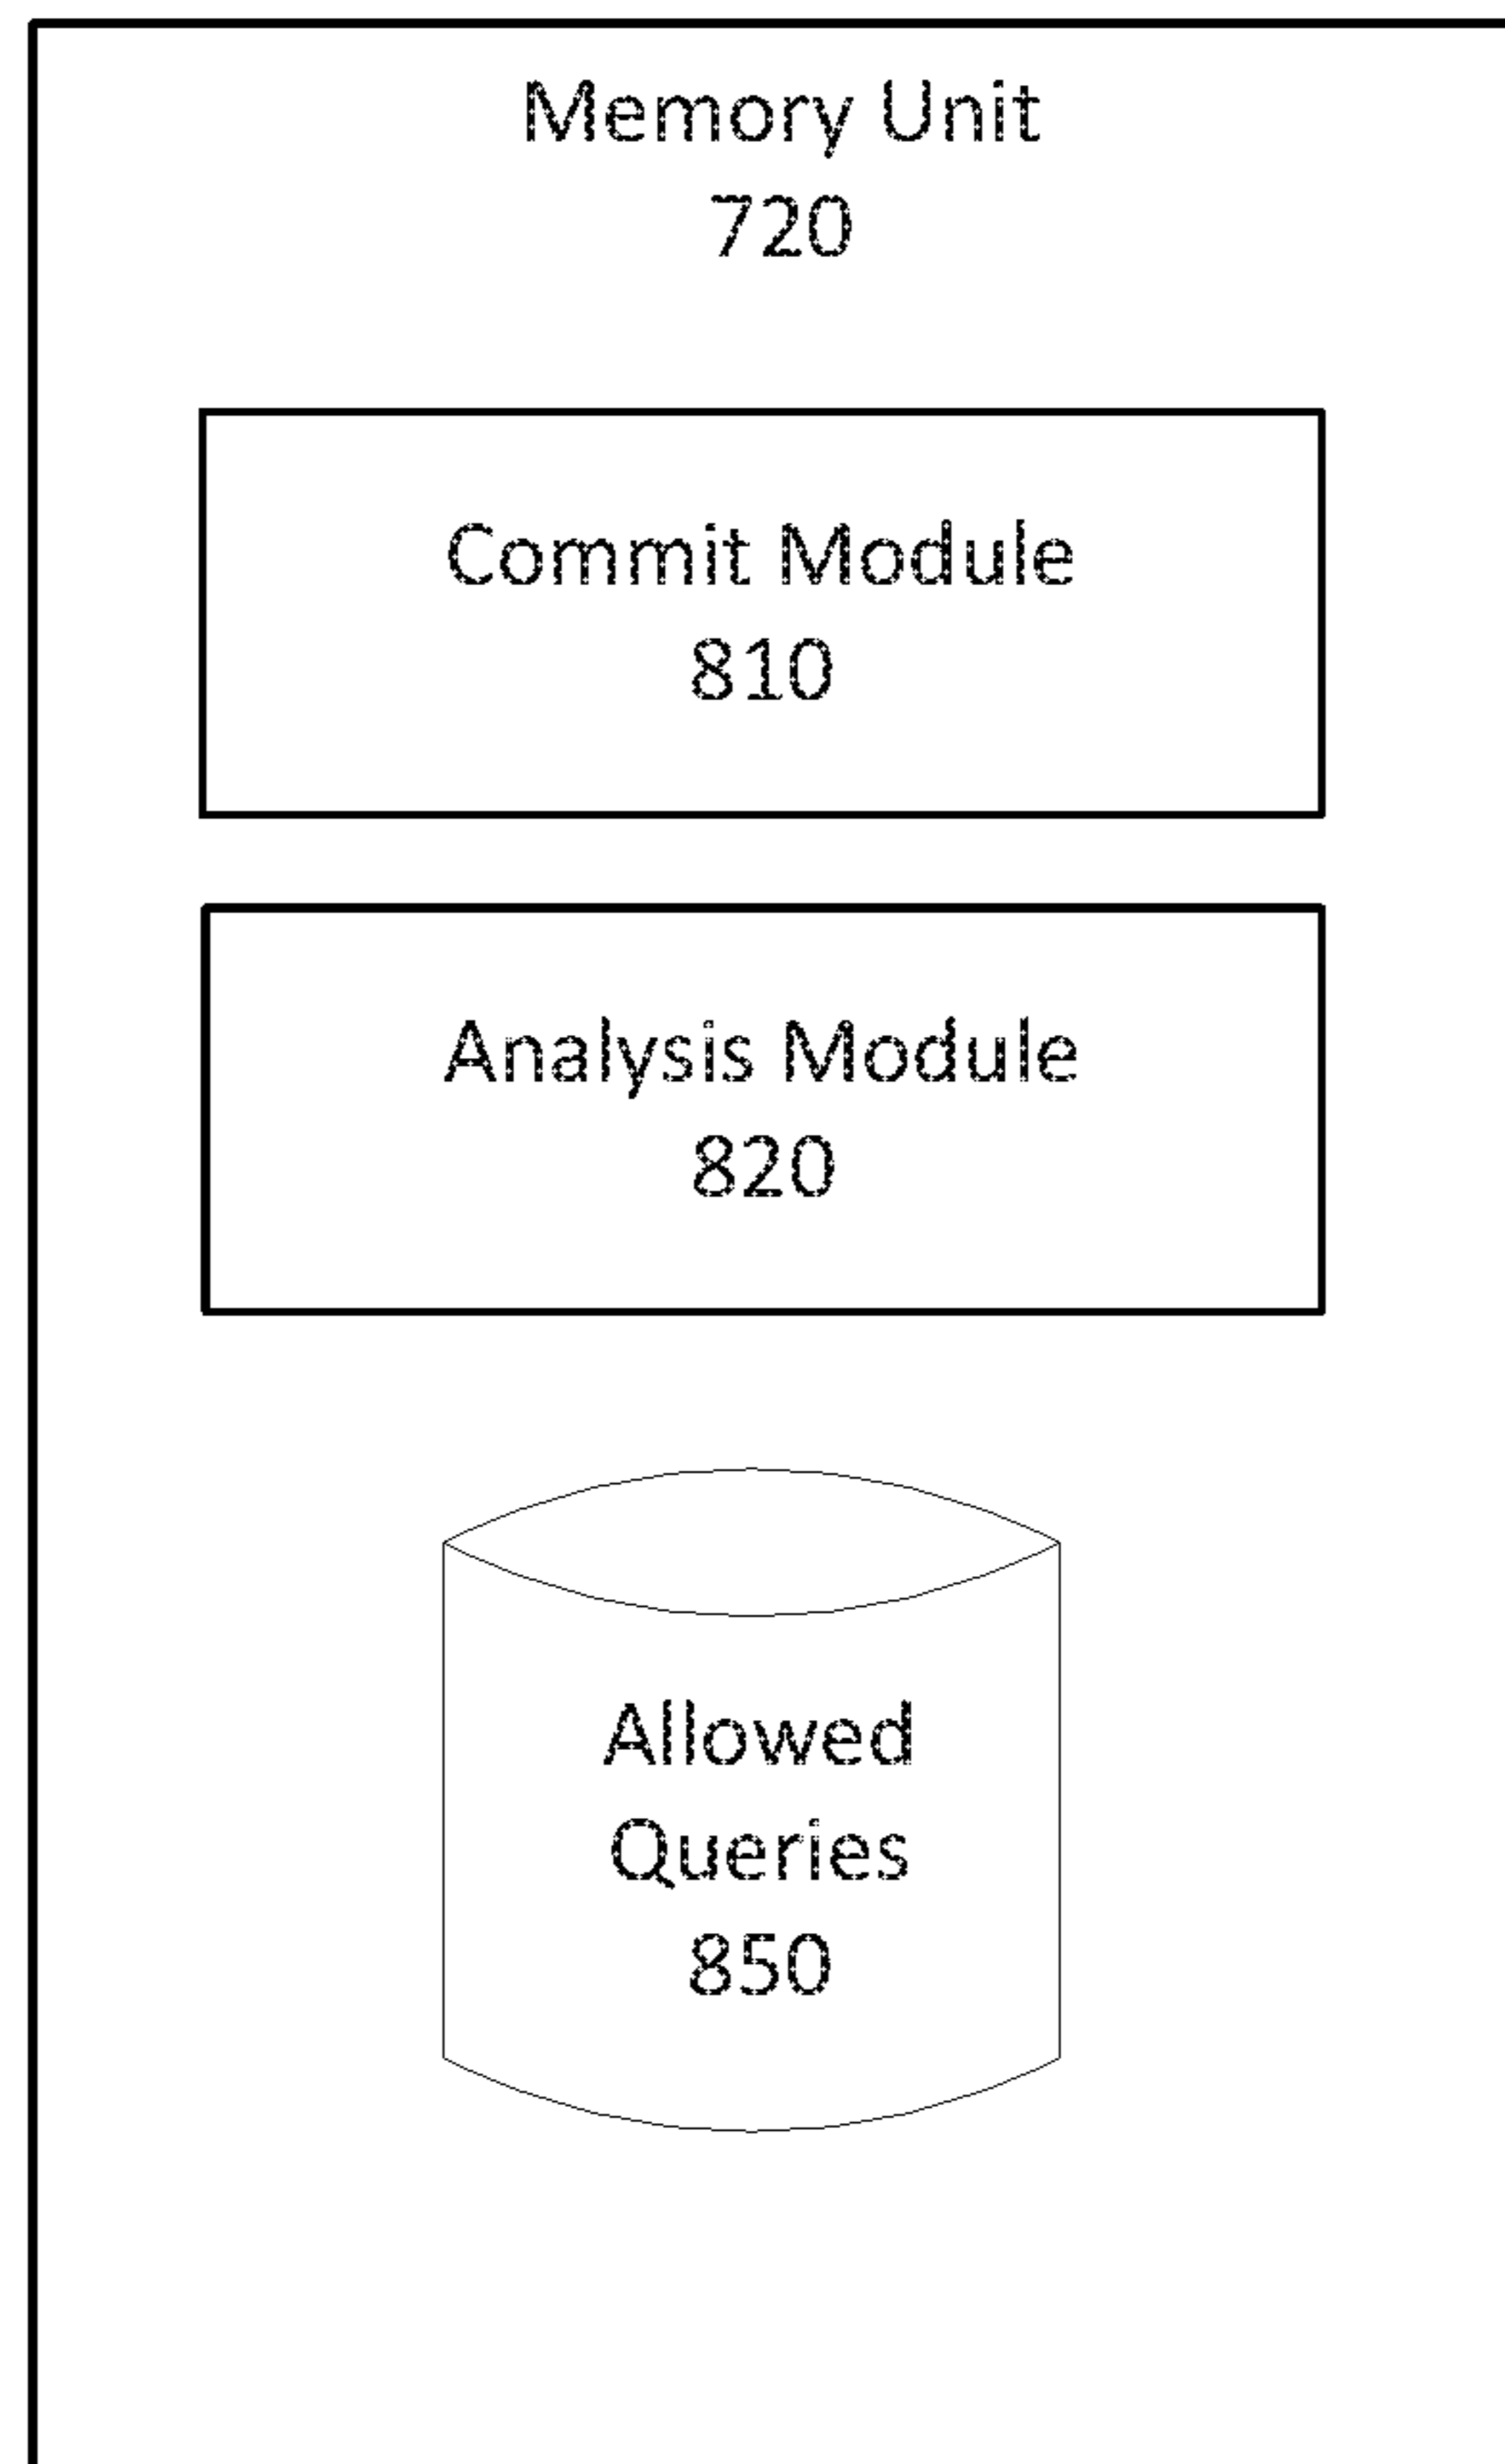 Memory Unit
720
Commit Module
810
Analysis Module
820
Allowed
Queries
850